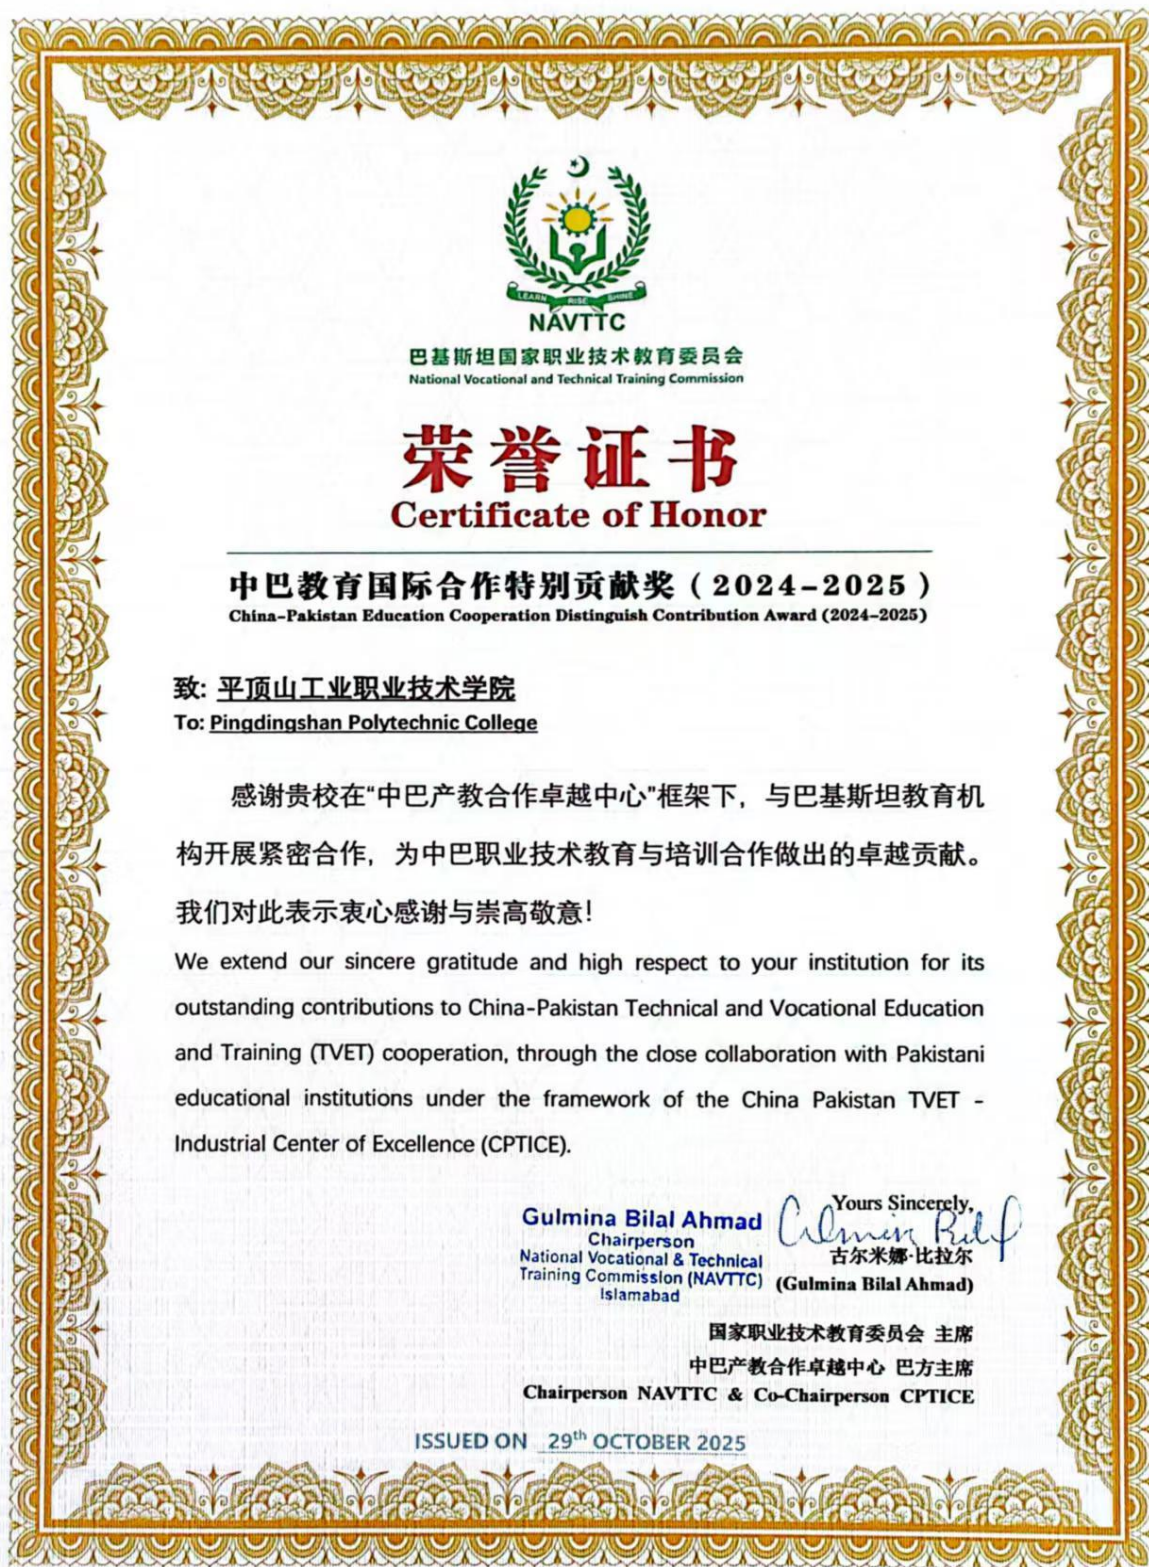 LEARN RISE SHINE
NAVTTC
巴基斯坦国家职业技术教育委员会
National Vocational and Technical Training Commission
荣誉证书
Certificate of Honor
中巴教育国际合作特别贡献奖（2024-2025）
China-Pakistan Education Cooperation Distinguish Contribution Award (2024-2025)
致: 平顶山工业职业技术学院
To: Pingdingshan Polytechnic College
感谢贵校在“中巴产教合作卓越中心”框架下，与巴基斯坦教育机
构开展紧密合作，为中巴职业技术教育与培训合作做出的卓越贡献。
我们对此表示衷心感谢与崇高敬意！
We extend our sincere gratitude and high respect to your institution for its
outstanding contributions to China-Pakistan Technical and Vocational Education
and Training (TVET) cooperation, through the close collaboration with Pakistani
educational institutions under the framework of the China Pakistan TVET -
Industrial Center of Excellence (CPTICE).
Gulmina Bilal Ahmad
Chairperson
National Vocational & Technical
Training Commission (NAVTTC)
Islamabad
Yours Sincerely,
古尔米娜·比拉尔
(Gulmina Bilal Ahmad)
国家职业技术教育委员会 主席
中巴产教合作卓越中心 巴方主席
Chairperson NAVTTC & Co-Chairperson CPTICE
ISSUED ON 29th OCTOBER 2025